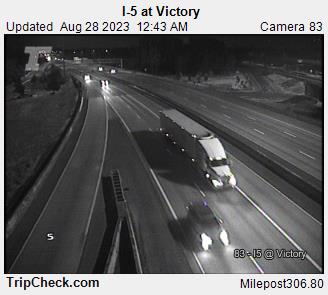 I-5 at Victory
Updated Aug 28 2023 12:43 AM Camera 83
S
83 - I5 @ Victory
TripCheck.com Milepost306.80